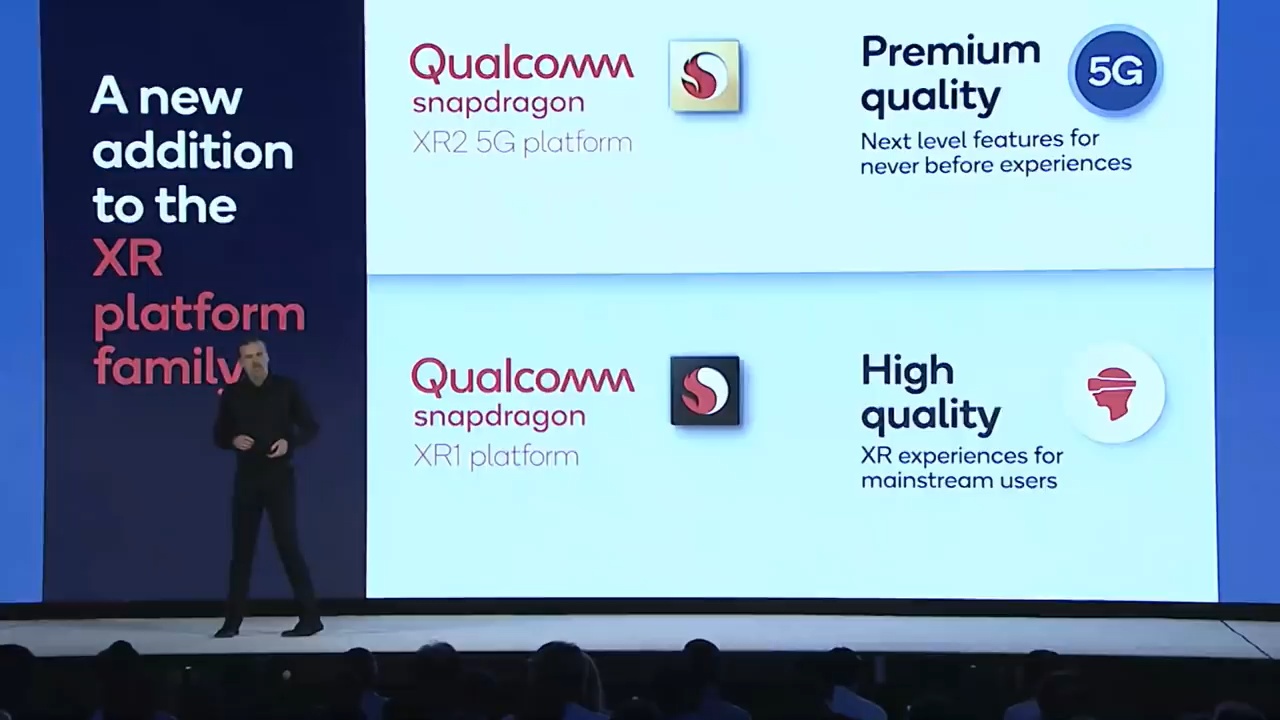 A new
addition
to the
XR
platform
family
Qualcomm
snapdragon
XR2 5G platform
Premium
quality
5G
Next level features for
never before experiences
Qualcomm
snapdragon
XR1 platform
High
quality
XR experiences for
mainstream users